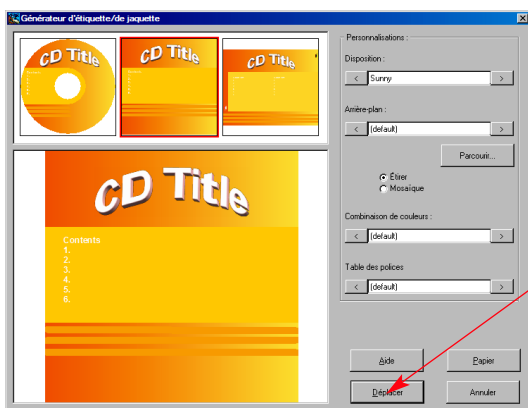 Générateur d'étiquette/de jaquette
CD Title
CD Title
CD Title
CD Title
Contents
1.
2.
3.
4.
5.
6.
Personnalisations :
Disposition :
< Sunny >
Arrière-plan :
< (default) >
Parcourir...
Étirer
Mosaïque
Combinaison de couleurs :
< (default) >
Table des polices
< (default) >
Aide
Papier
Déplacer
Annuler